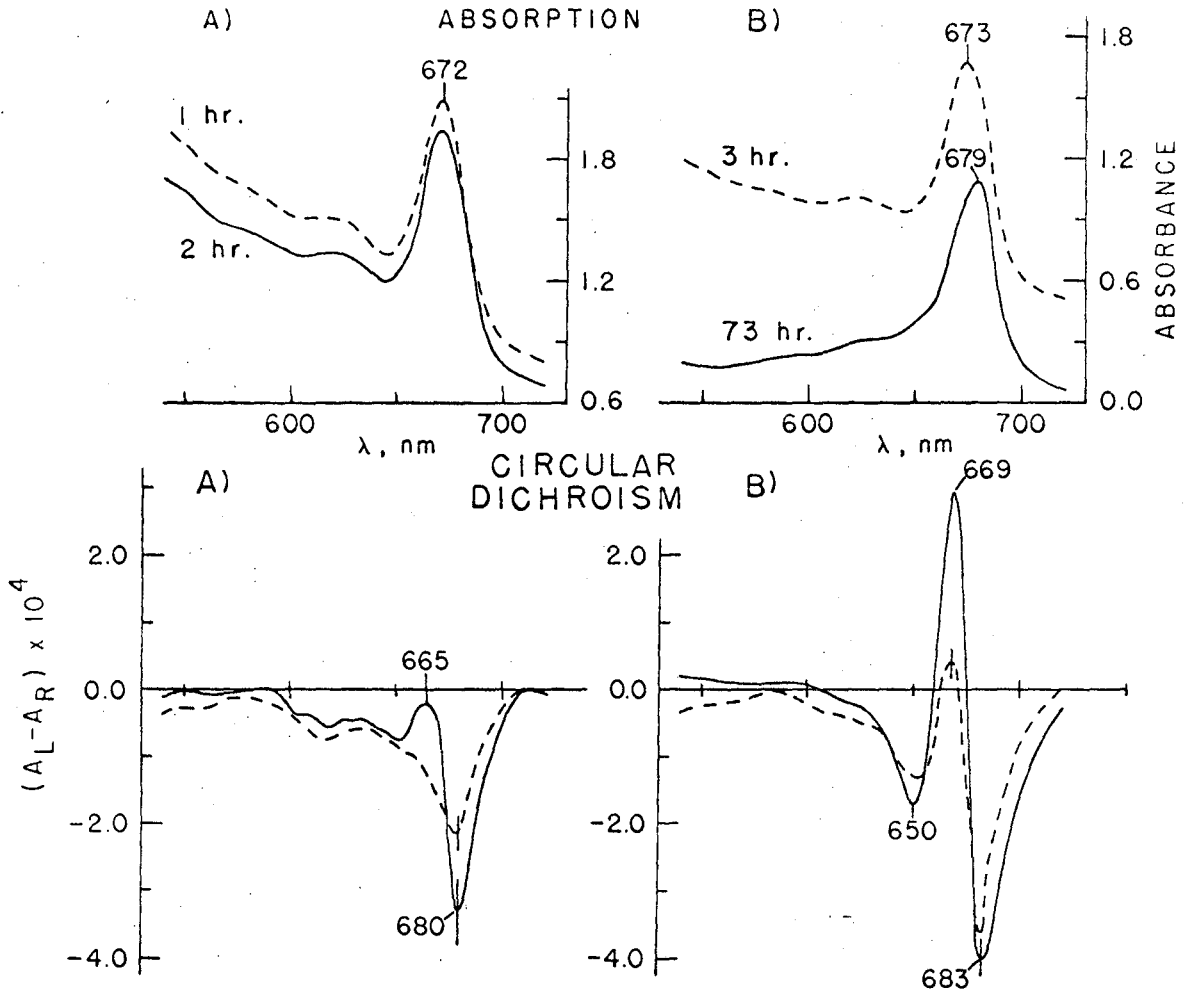 A) ABSORPTION B)
672
1 hr.
2 hr.
1.8
1.2
0.6
600 700
λ, nm
673
3 hr.
679
73 hr.
1.8
1.2
0.6
0.0
600 700
λ, nm
ABSORBANCE
CIRCULAR
DICHROISM
A)
(A_L-A_R) x 10^4
2.0
0.0
-2.0
-4.0
665
680
B)
2.0
0.0
-2.0
-4.0
669
650
683